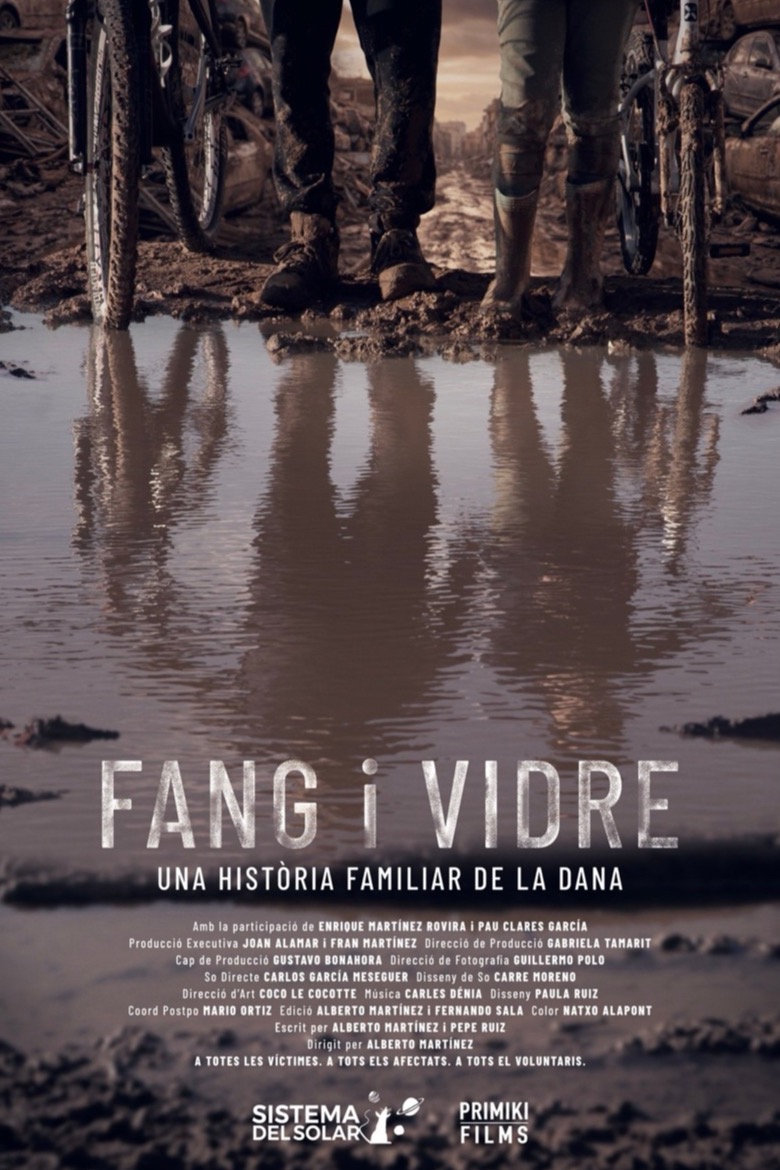 FANG i VIDRE
UNA HISTÒRIA FAMILIAR DE LA DANA
Amb la participació de ENRIQUE MARTÍNEZ ROVIRA i PAU CLARES GARCÍA
Producció Executiva JOAN ALAMAR i FRAN MARTÍNEZ Direcció de Producció GABRIELA TAMARIT
Cap de Producció GUSTAVO BONAHORA Direcció de Fotografia GUILLERMO POLO
So Directe CARLOS GARCÍA MESEGUER Disseny de So CARRE MORENO
Direcció d'Art COCO LE COCOTTE Música CARLES DÉNIA Disseny PAULA RUIZ
Coord Postpo MARIO ORTIZ Edició ALBERTO MARTÍNEZ i FERNANDO SALA Color NATXO ALAPONT
Escrit per ALBERTO MARTÍNEZ i PEPE RUIZ
Dirigit per ALBERTO MARTÍNEZ
A TOTES LES VÍCTIMES. A TOTS ELS AFECTATS. A TOTS EL VOLUNTARIS.
SISTEMA
DEL SOLAR
PRIMIKI
FILMS